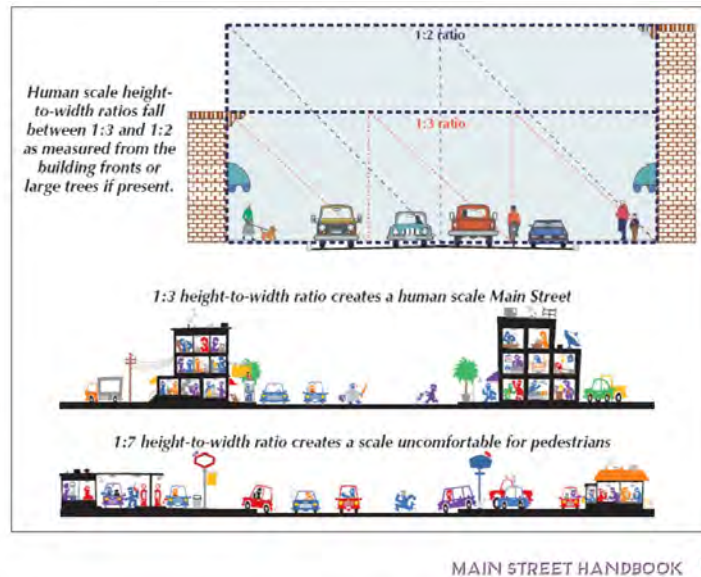 1:2 ratio
Human scale height-
to-width ratios fall
between 1:3 and 1:2
as measured from the
building fronts or
large trees if present.
1:3 ratio
1:3 height-to-width ratio creates a human scale Main Street
1:7 height-to-width ratio creates a scale uncomfortable for pedestrians
MAIN STREET HANDBOOK